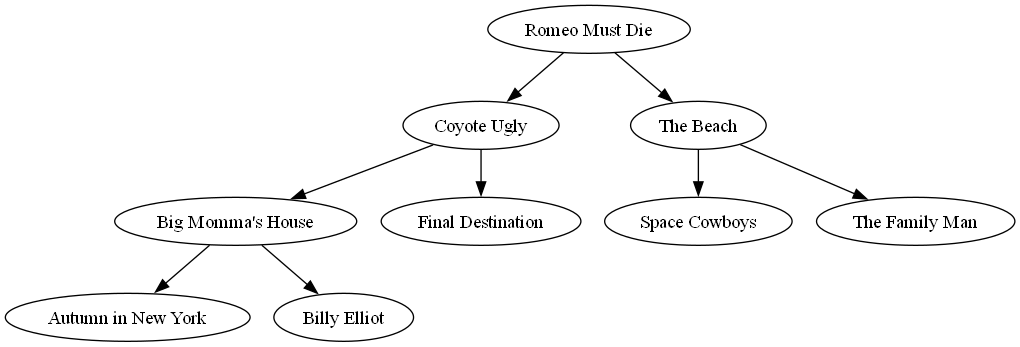 Romeo Must Die
Coyote Ugly
The Beach
Big Momma's House
Final Destination
Space Cowboys
The Family Man
Autumn in New York
Billy Elliot